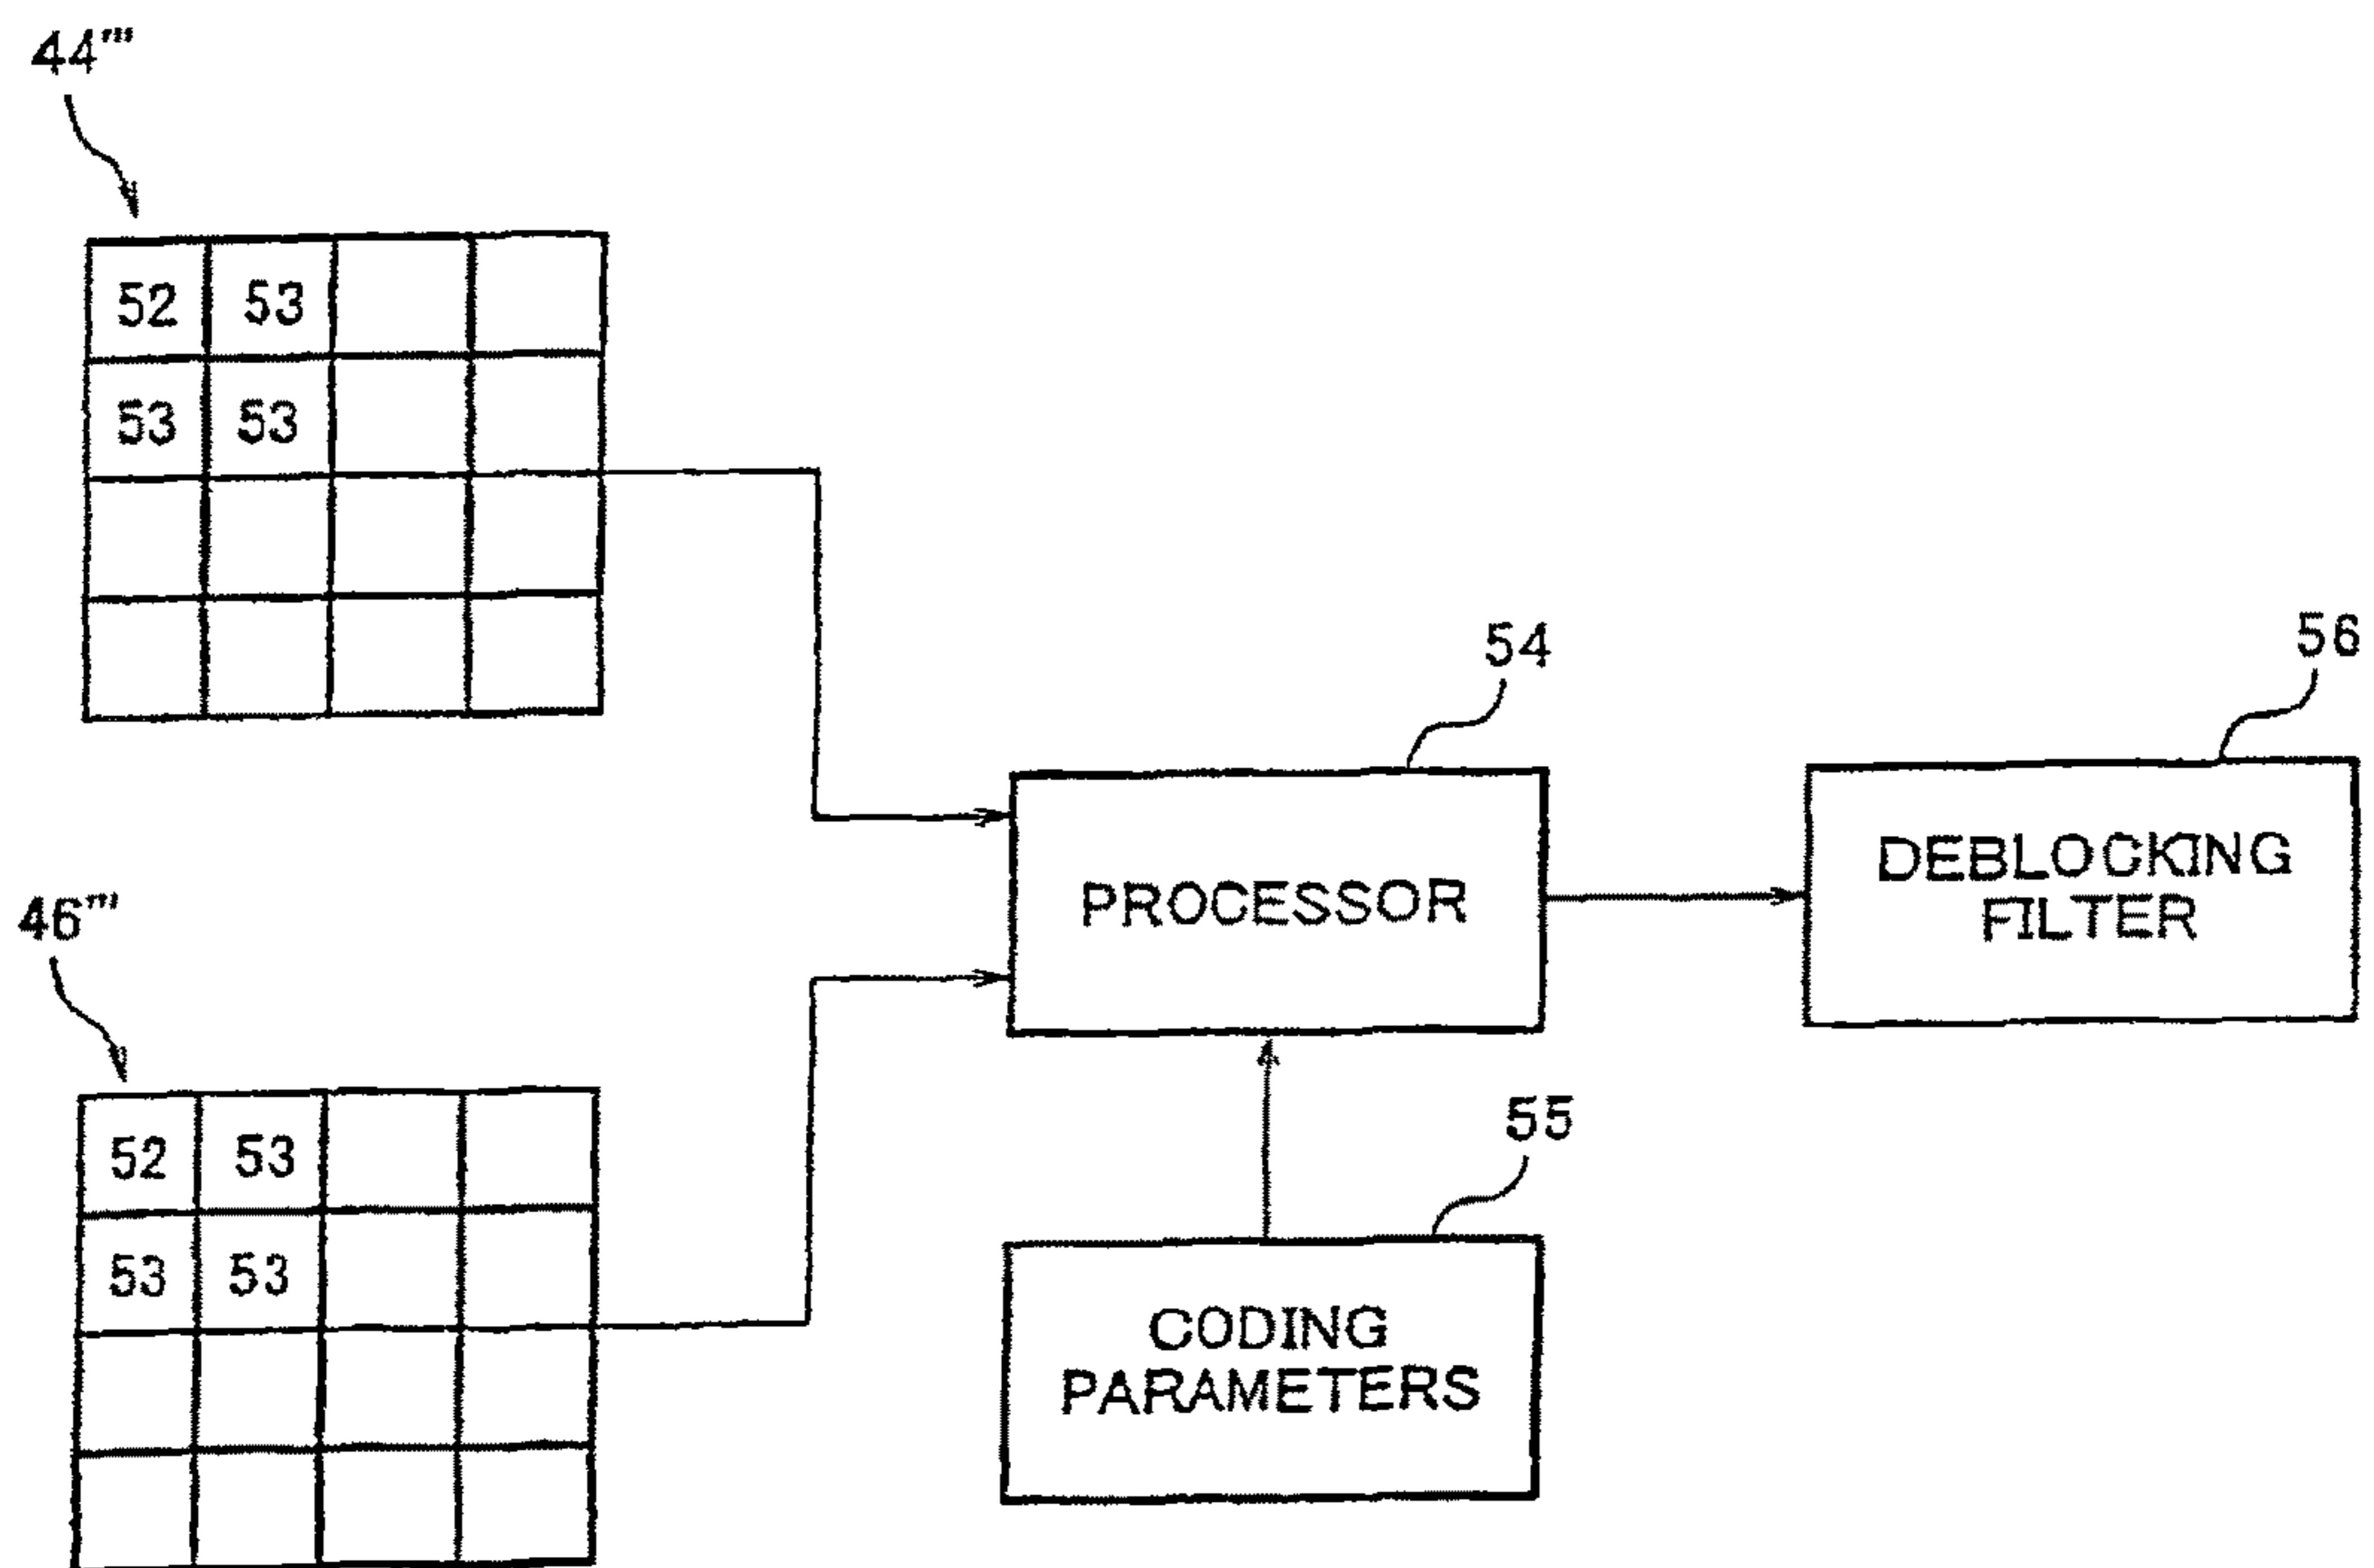 44'''
52 53
53 53
54
56
PROCESSOR
DEBLOCKING
FILTER
46'''
52 53
53 53
55
CODING
PARAMETERS